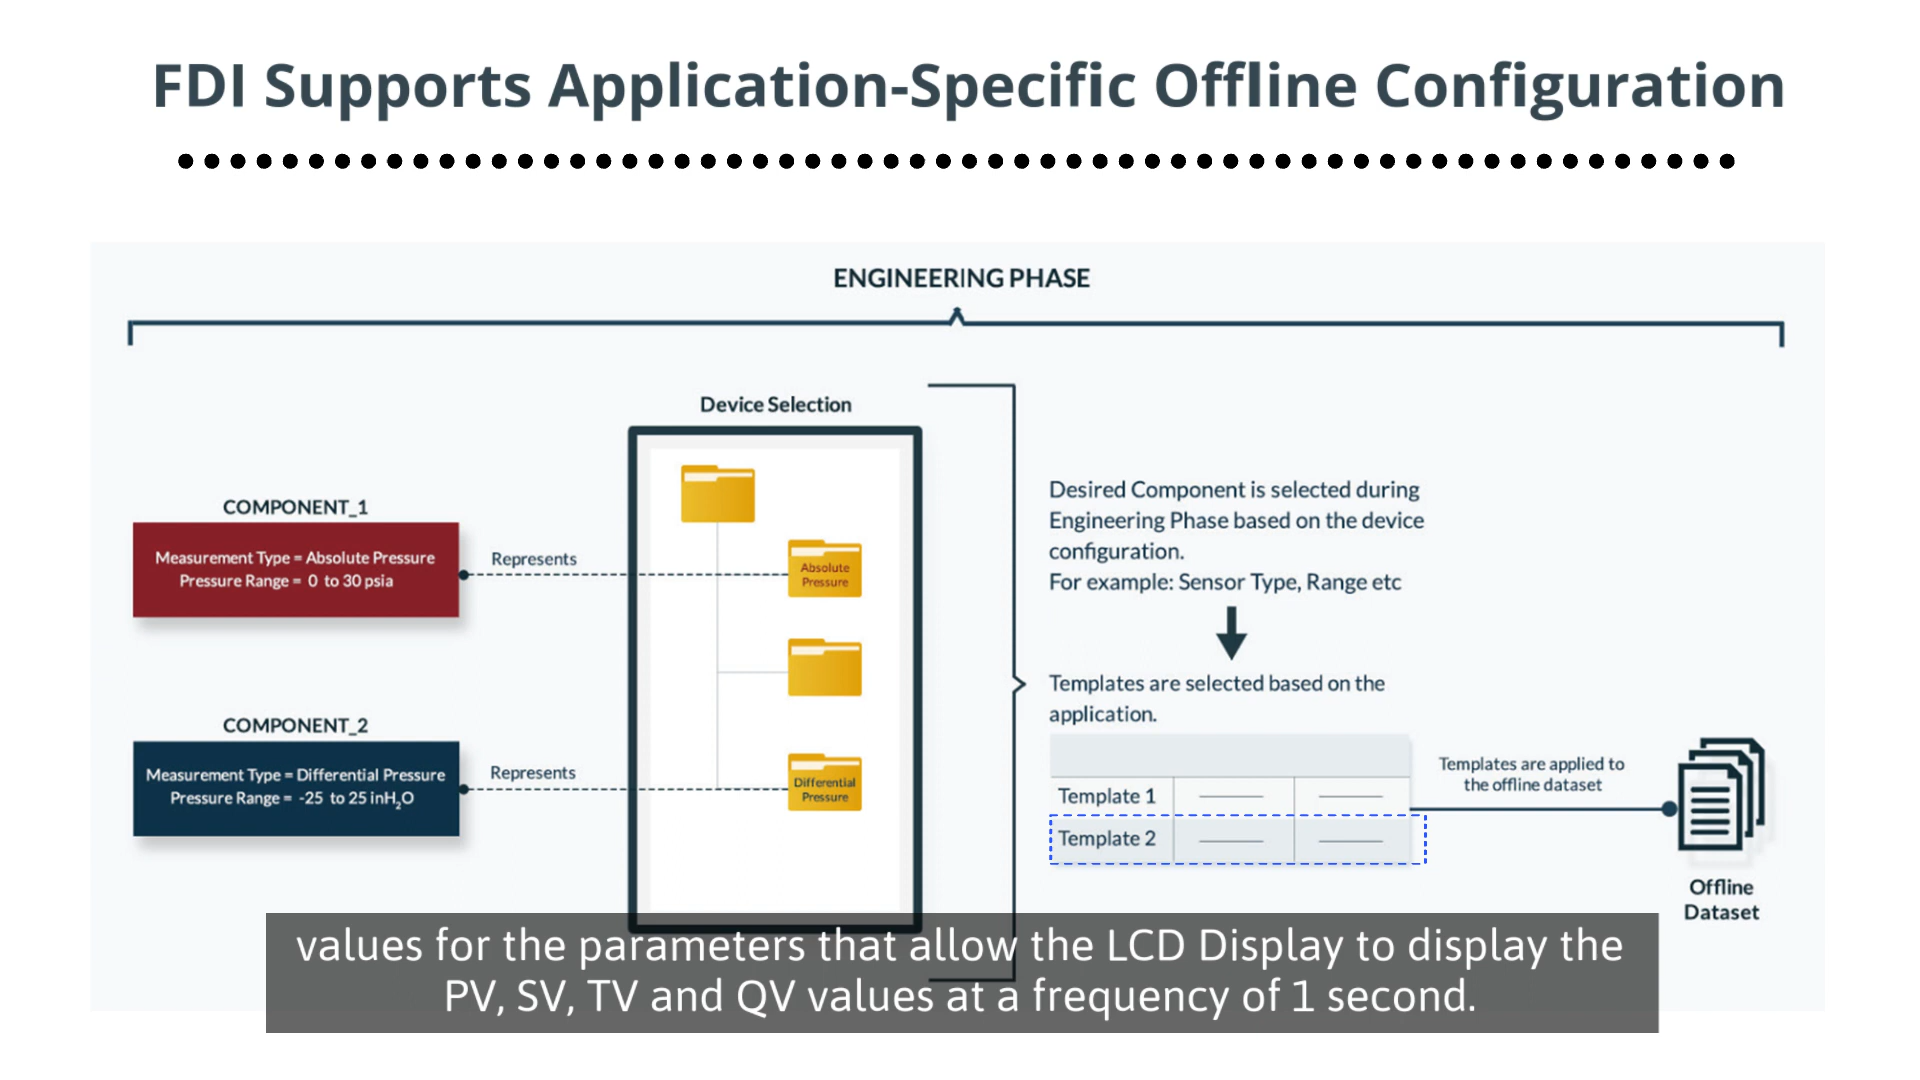 FDI Supports Application-Specific Offline Configuration
ENGINEERING PHASE
Device Selection
COMPONENT_1
Measurement Type = Absolute Pressure
Pressure Range = 0 to 30 psia
Represents
Absolute
Pressure
COMPONENT_2
Measurement Type = Differential Pressure
Pressure Range = -25 to 25 inH₂O
Represents
Differential
Pressure
Desired Component is selected during
Engineering Phase based on the device
configuration.
For example: Sensor Type, Range etc
Templates are selected based on the
application.
Template 1
Template 2
Templates are applied to
the offline dataset
Offline
Dataset
values for the parameters that allow the LCD Display to display the
PV, SV, TV and QV values at a frequency of 1 second.